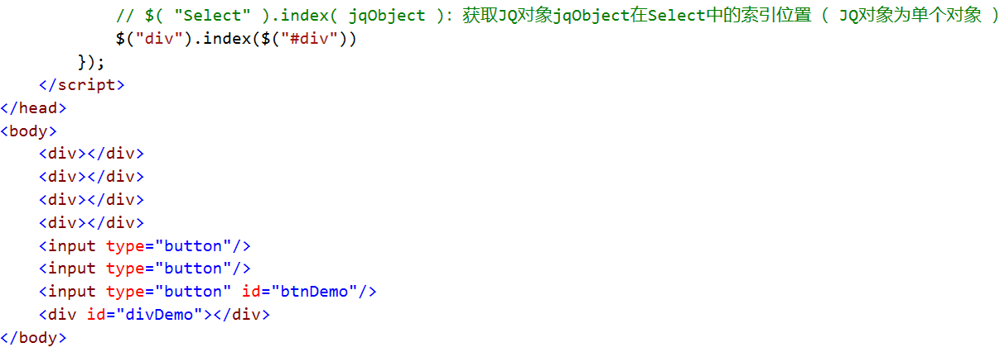 // $( "Select" ).index( jqObject ): 获取JQ对象jqObject在Select中的索引位置 ( JQ对象为单个对象 )
$("div").index($("#div"))
});
</script>
</head>
<body>
<div></div>
<div></div>
<div></div>
<div></div>
<input type="button"/>
<input type="button"/>
<input type="button" id="btnDemo"/>
<div id="divDemo"></div>
</body>